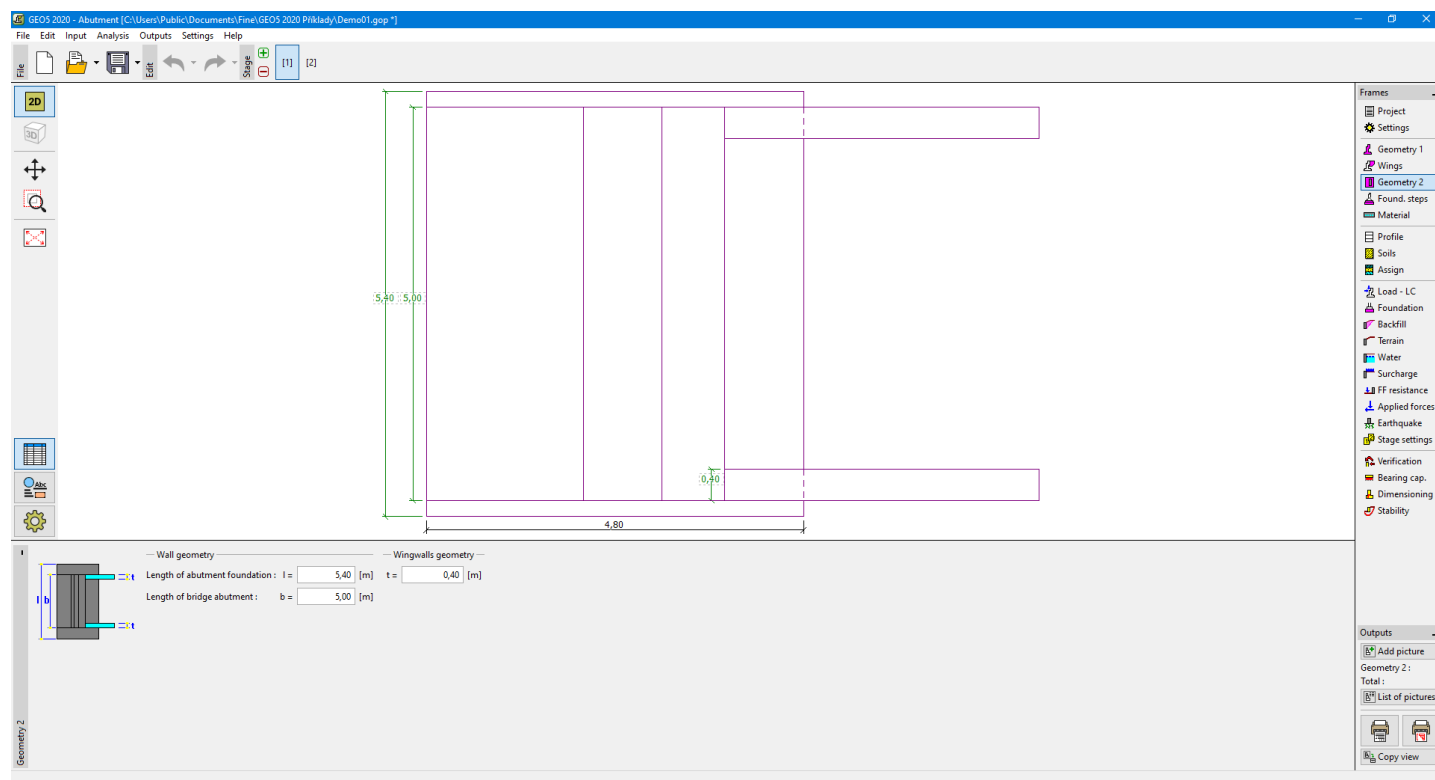 GEO5 2020 - Abutment [C:\Users\Public\Documents\Fine\GEO5 2020 Příklady\Demo01.gop *]
File Edit Input Analysis Outputs Settings Help
File
Edit
Stage
[1] [2]
2D
3D
Abc
5,40 5,00
0,40
4,80
Frames
Project
Settings
Geometry 1
Wings
Geometry 2
Found. steps
Material
Profile
Soils
Assign
Load - LC
Foundation
Backfill
Terrain
Water
Surcharge
FF resistance
Applied forces
Earthquake
Stage settings
Verification
Bearing cap.
Dimensioning
Stability
Geometry 2
l b t t
Wall geometry
Length of abutment foundation : l = 5,40 [m]
Length of bridge abutment : b = 5,00 [m]
Wingwalls geometry
t = 0,40 [m]
Outputs
Add picture
Geometry 2 :
Total :
List of pictures
Copy view